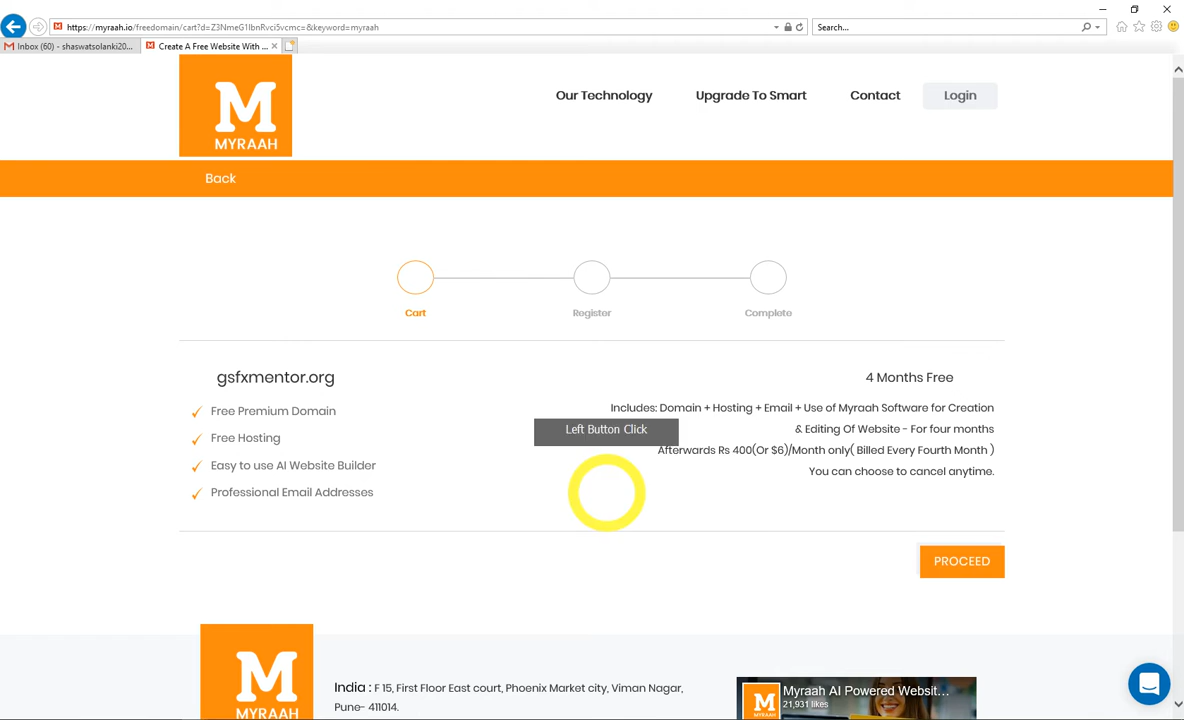 https://myraah.io/freedomain/cart?d=Z3NmeG1lbnRvci5vcmc=&keyword=myraah
Search...
Inbox (60) - shaswatsolanki20...
Create A Free Website With ...
M
MYRAAH
Our Technology
Upgrade To Smart
Contact
Login
Back
Cart
Register
Complete
gsfxmentor.org
4 Months Free
Free Premium Domain
Includes: Domain + Hosting + Email + Use of Myraah Software for Creation
Left Button Click
& Editing Of Website - For four months
Free Hosting
Afterwards Rs 400(Or $6)/Month only( Billed Every Fourth Month )
Easy to use AI Website Builder
You can choose to cancel anytime.
Professional Email Addresses
PROCEED
M
MYRAAH
India : F 15, First Floor East court, Phoenix Market city, Viman Nagar,
Pune- 411014.
M
MYRAAH
Myraah AI Powered Websit...
21,931 likes